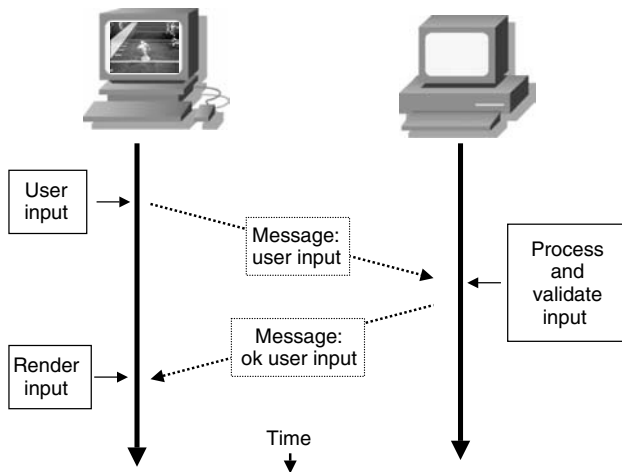 User
input
Message:
user input
Process
and
validate
input
Message:
ok user input
Render
input
Time